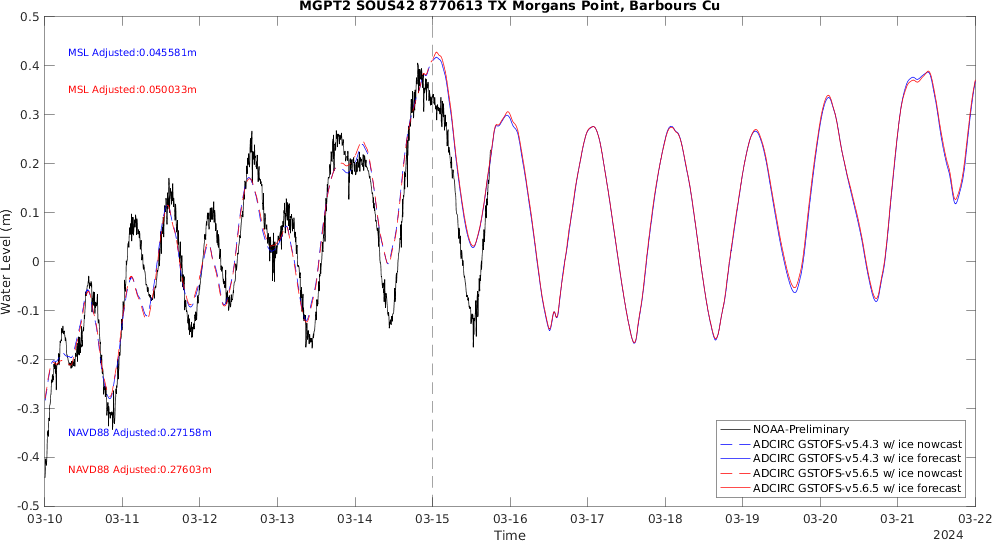 MGPT2 SOUS42 8770613 TX Morgans Point, Barbours Cu
0.5
MSL Adjusted:0.045581m
0.4
MSL Adjusted:0.050033m
0.3
0.2
0.1
0
-0.1
-0.2
-0.3
NAVD88 Adjusted:0.27158m
-0.4
NAVD88 Adjusted:0.27603m
-0.5
Water Level (m)
NOAA-Preliminary
ADCIRC GSTOFS-v5.4.3 w/ ice nowcast
ADCIRC GSTOFS-v5.4.3 w/ ice forecast
ADCIRC GSTOFS-v5.6.5 w/ ice nowcast
ADCIRC GSTOFS-v5.6.5 w/ ice forecast
03-10 03-11 03-12 03-13 03-14 03-15 03-16 03-17 03-18 03-19 03-20 03-21 03-22
Time
2024